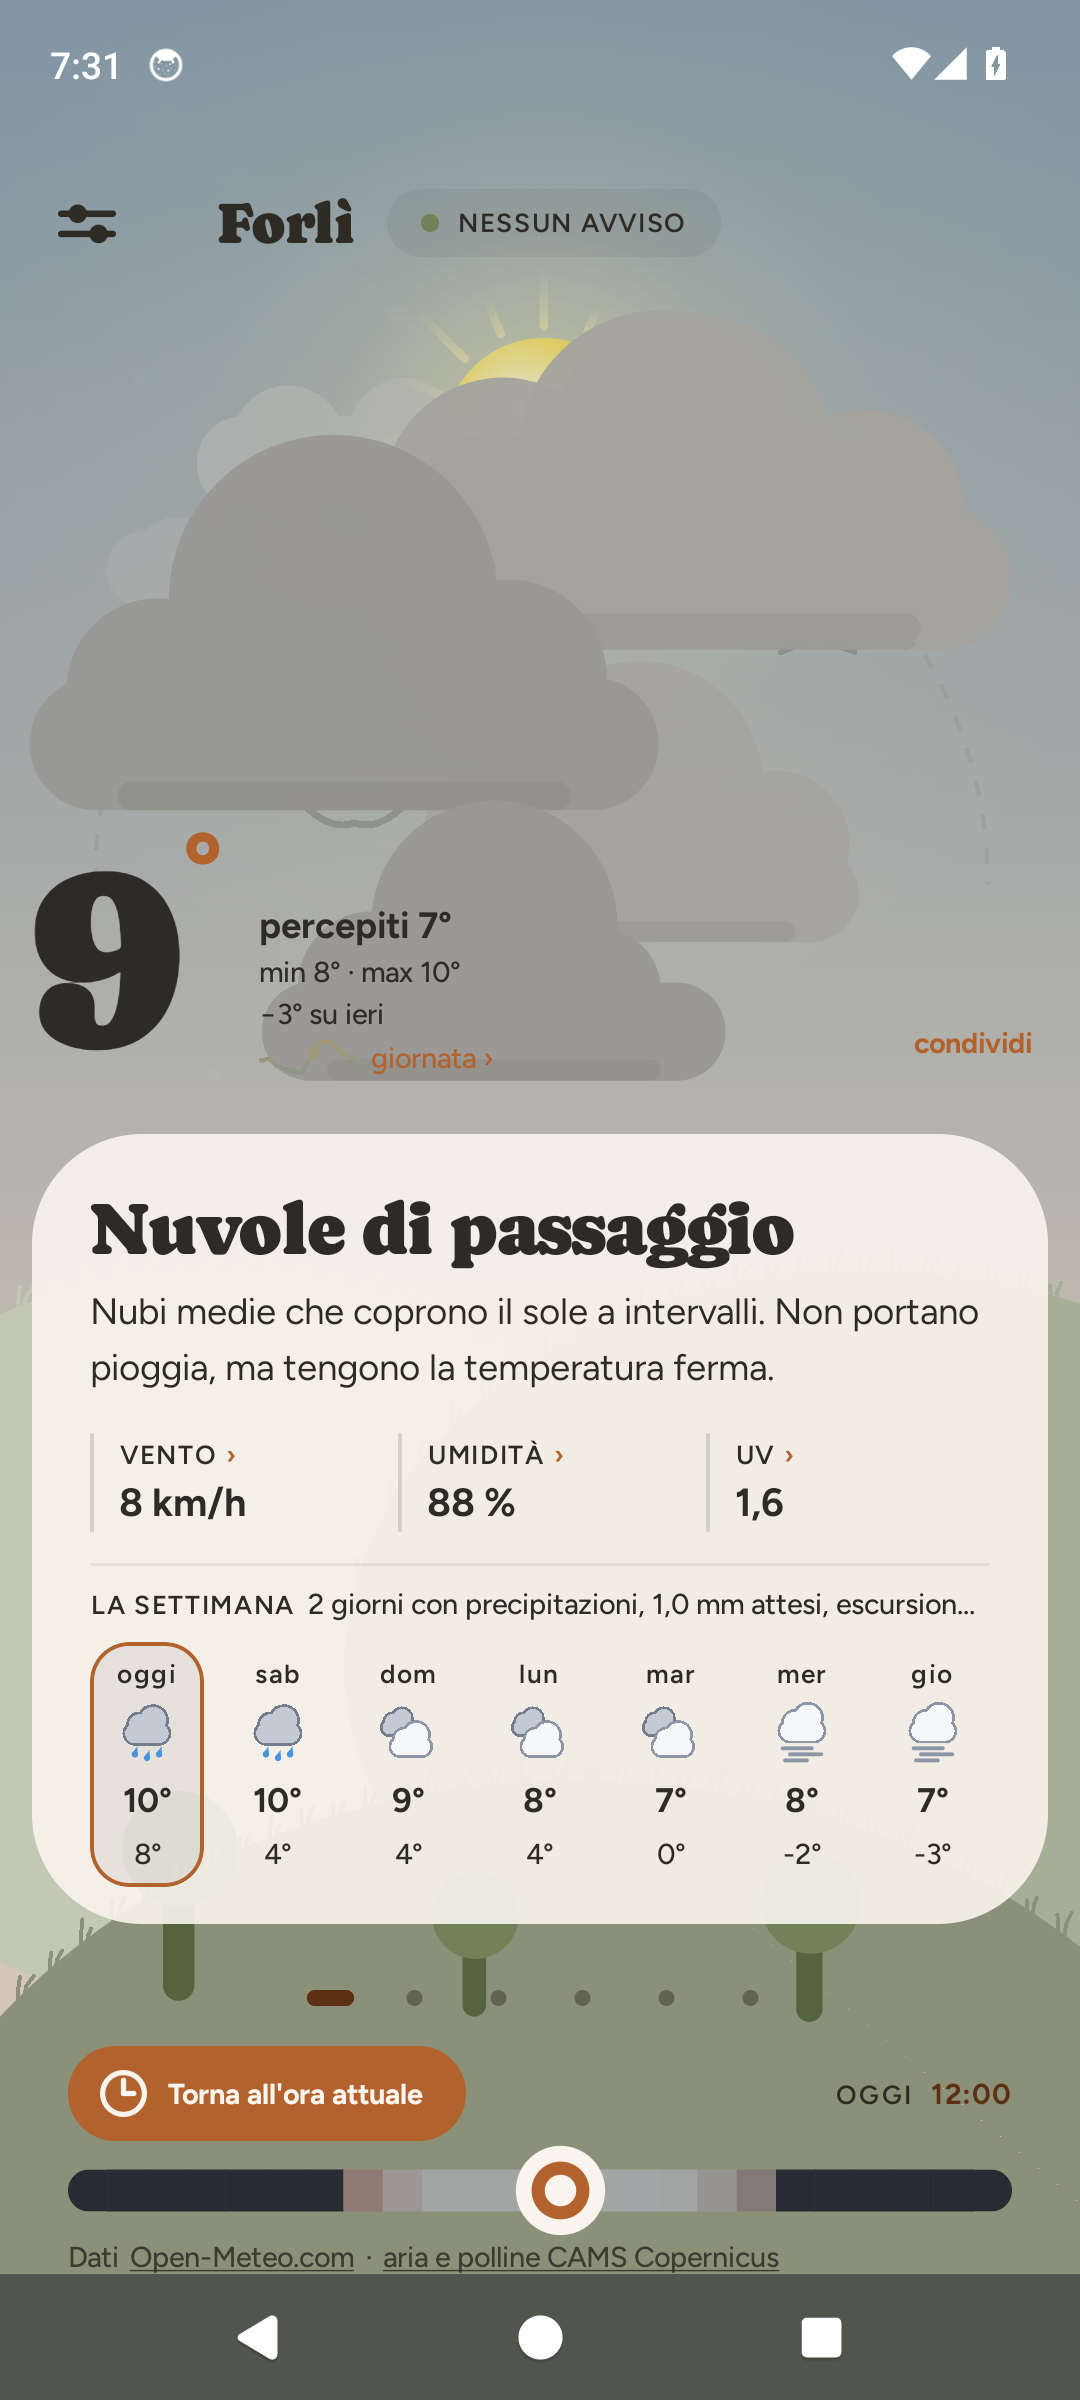 7:31
Forlì
NESSUN AVVISO
9°
percepiti 7°
min 8° · max 10°
−3° su ieri
giornata ›
condividi
Nuvole di passaggio
Nubi medie che coprono il sole a intervalli. Non portano
pioggia, ma tengono la temperatura ferma.
VENTO › UMIDITÀ › UV ›
8 km/h 88 % 1,6
LA SETTIMANA 2 giorni con precipitazioni, 1,0 mm attesi, escursion...
oggi sab dom lun mar mer gio
10° 10° 9° 8° 7° 8° 7°
8° 4° 4° 4° 0° -2° -3°
Torna all'ora attuale
OGGI 12:00
Dati Open-Meteo.com · aria e polline CAMS Copernicus